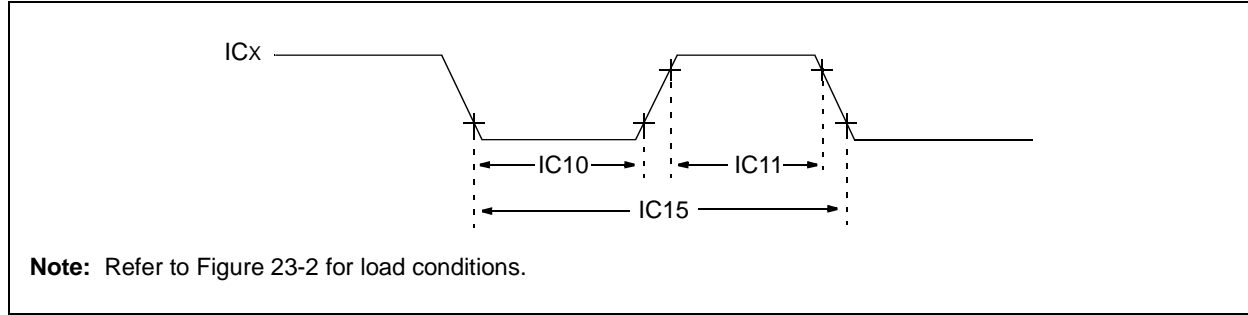 ICx
IC10
IC11
IC15
Note: Refer to Figure 23-2 for load conditions.